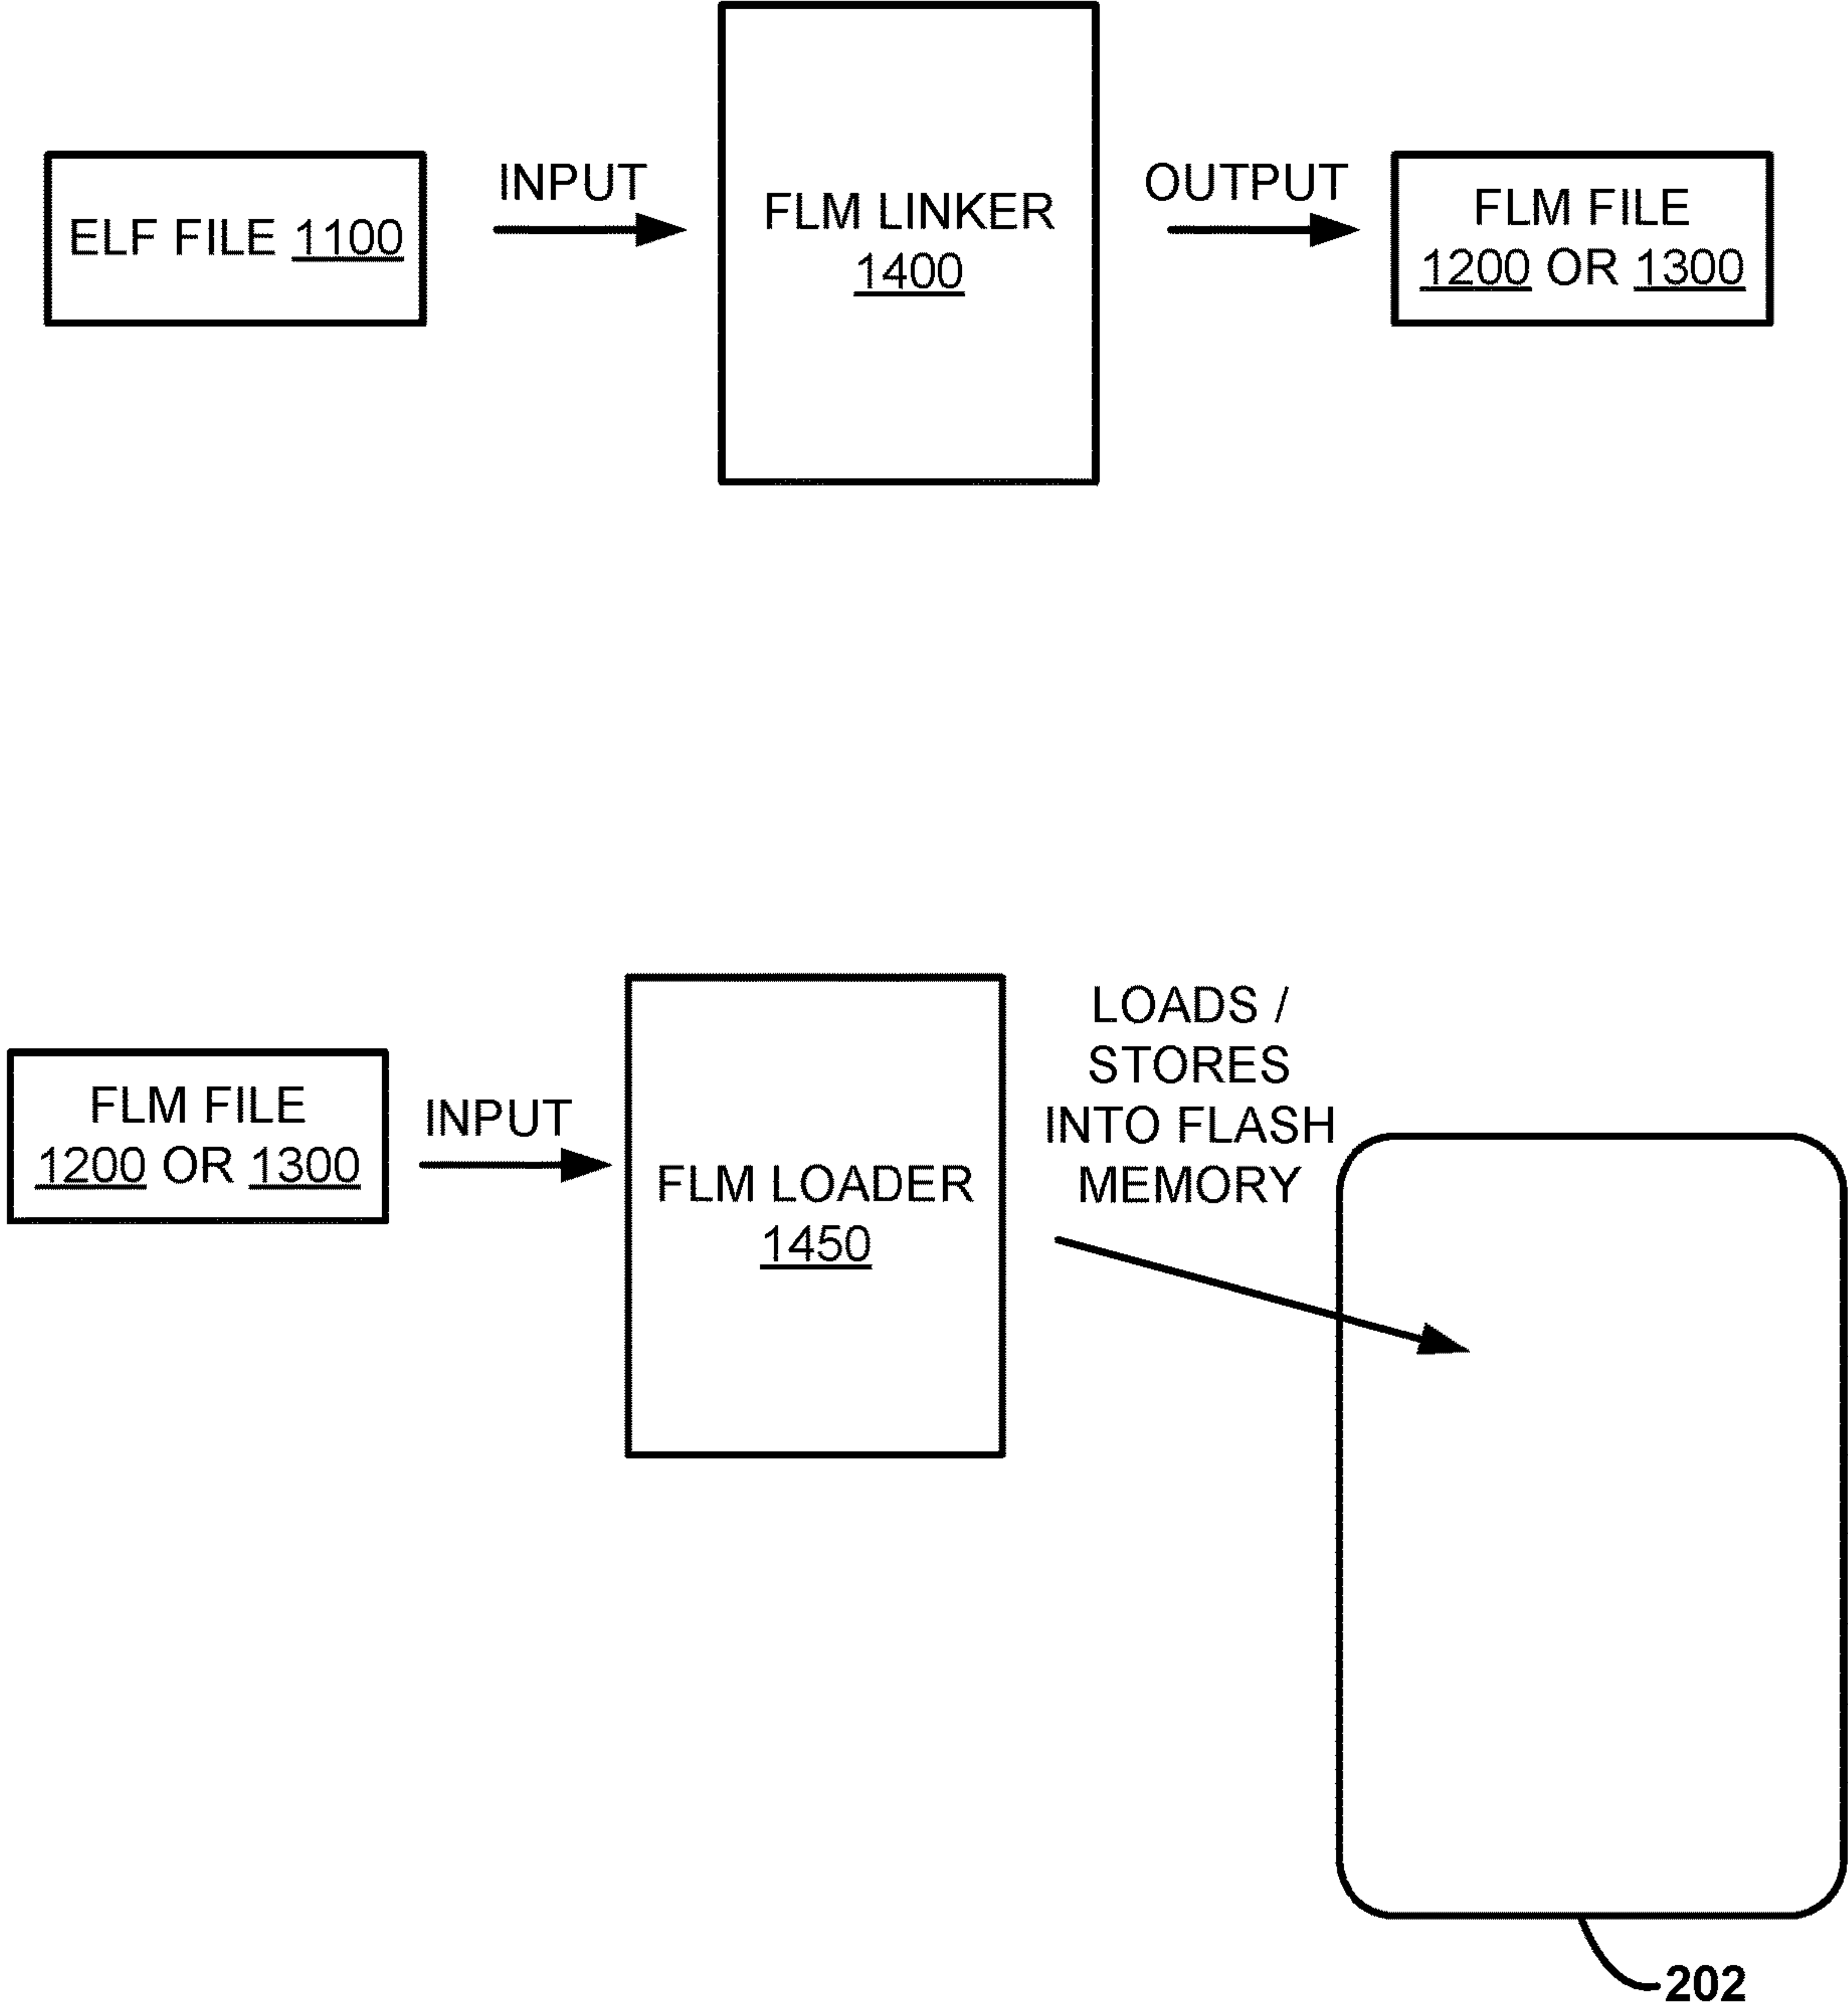 ELF FILE 1100
INPUT
FLM LINKER
1400
OUTPUT
FLM FILE
1200 OR 1300
FLM FILE
1200 OR 1300
INPUT
FLM LOADER
1450
LOADS /
STORES
INTO FLASH
MEMORY
202